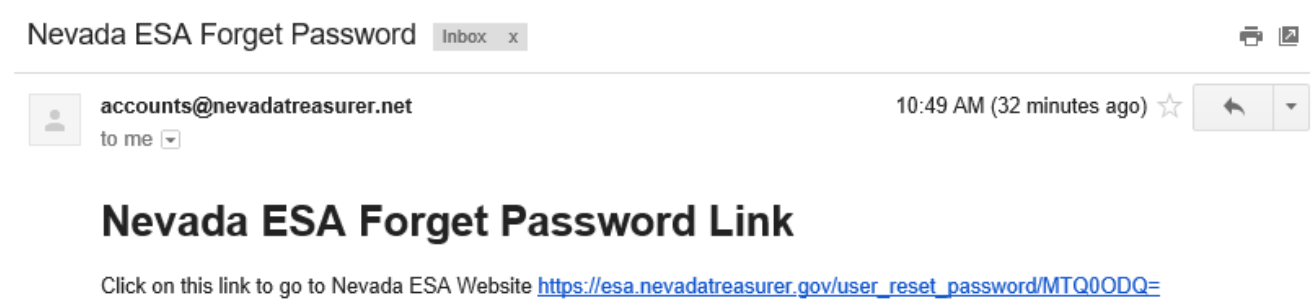 Nevada ESA Forget Password Inbox x
accounts@nevadatreasurer.net 10:49 AM (32 minutes ago)
to me
Nevada ESA Forget Password Link
Click on this link to go to Nevada ESA Website https://esa.nevadatreasurer.gov/user_reset_password/MTQ0ODQ=